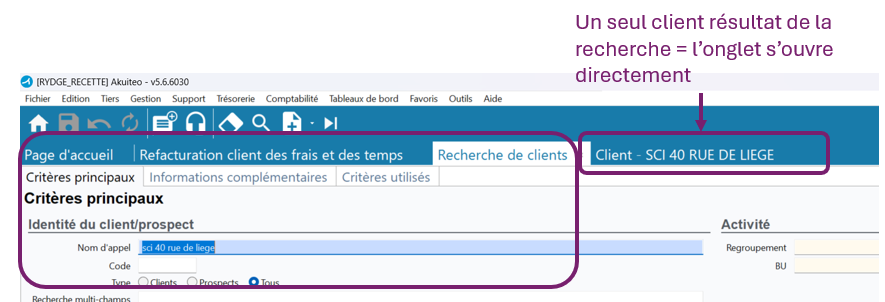 Un seul client résultat de la
recherche = l’onglet s’ouvre
directement
[RYDGE_RECETTE] Akuiteo - v5.6.6030
Fichier Edition Tiers Gestion Support Trésorerie Comptabilité Tableaux de bord Favoris Outils Aide
Page d'accueil Refacturation client des frais et des temps Recherche de clients Client - SCI 40 RUE DE LIEGE
Critères principaux Informations complémentaires Critères utilisés
Critères principaux
Identité du client/prospect Activité
Nom d'appel sci 40 rue de liege Regroupement
Code BU
Type Clients Prospects Tous
Recherche multi-champs